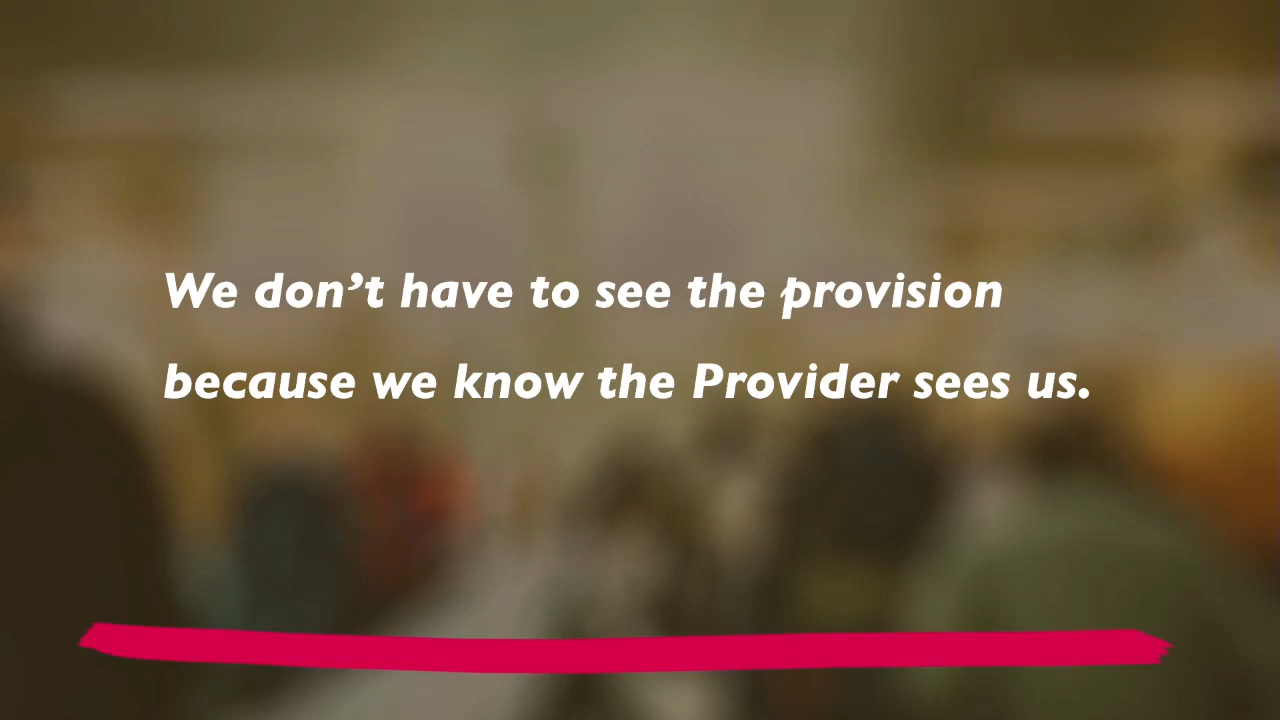 We don’t have to see the provision
because we know the Provider sees us.